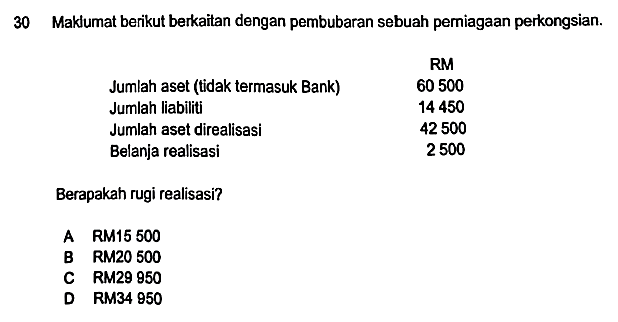 30 Maklumat berikut berkaitan dengan pembubaran sebuah perniagaan perkongsian.
RM
Jumlah aset (tidak termasuk Bank) 60 500
Jumlah liabiliti 14 450
Jumlah aset direalisasi 42 500
Belanja realisasi 2 500
Berapakah rugi realisasi?
A RM15 500
B RM20 500
C RM29 950
D RM34 950